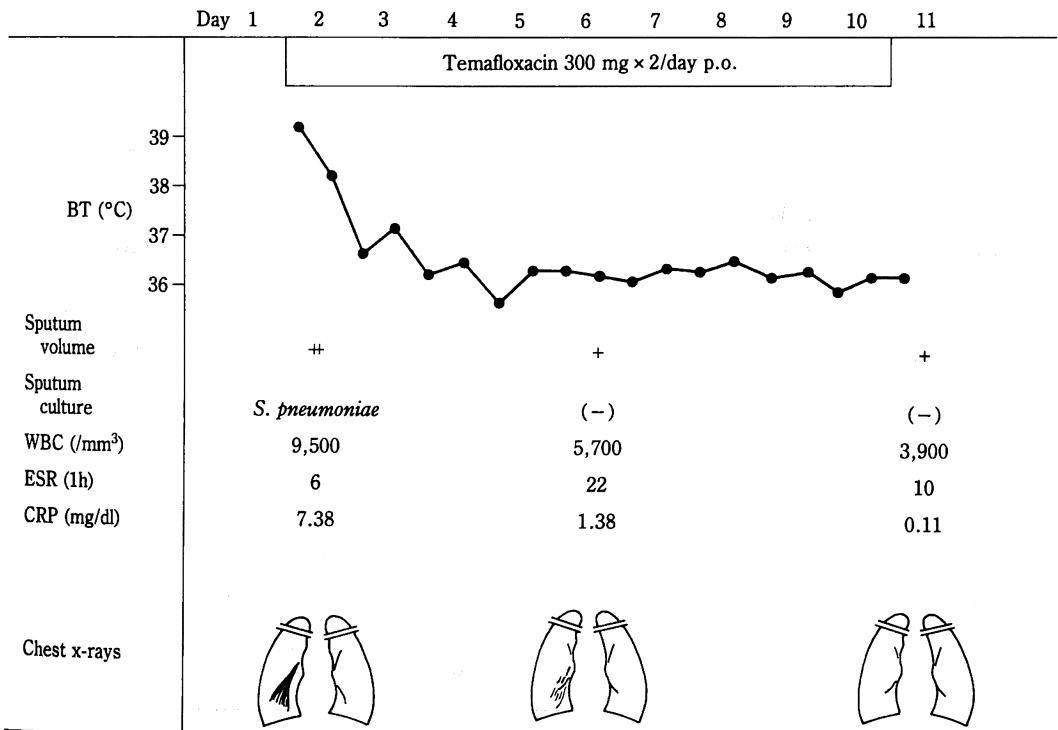 Day 1 2 3 4 5 6 7 8 9 10 11
Temafloxacin 300 mg × 2/day p.o.
39
38
BT (°C)
37
36
Sputum
volume
++ + +
Sputum
culture
S. pneumoniae (−) (−)
WBC (/mm³) 9,500 5,700 3,900
ESR (1h) 6 22 10
CRP (mg/dl) 7.38 1.38 0.11
Chest x-rays